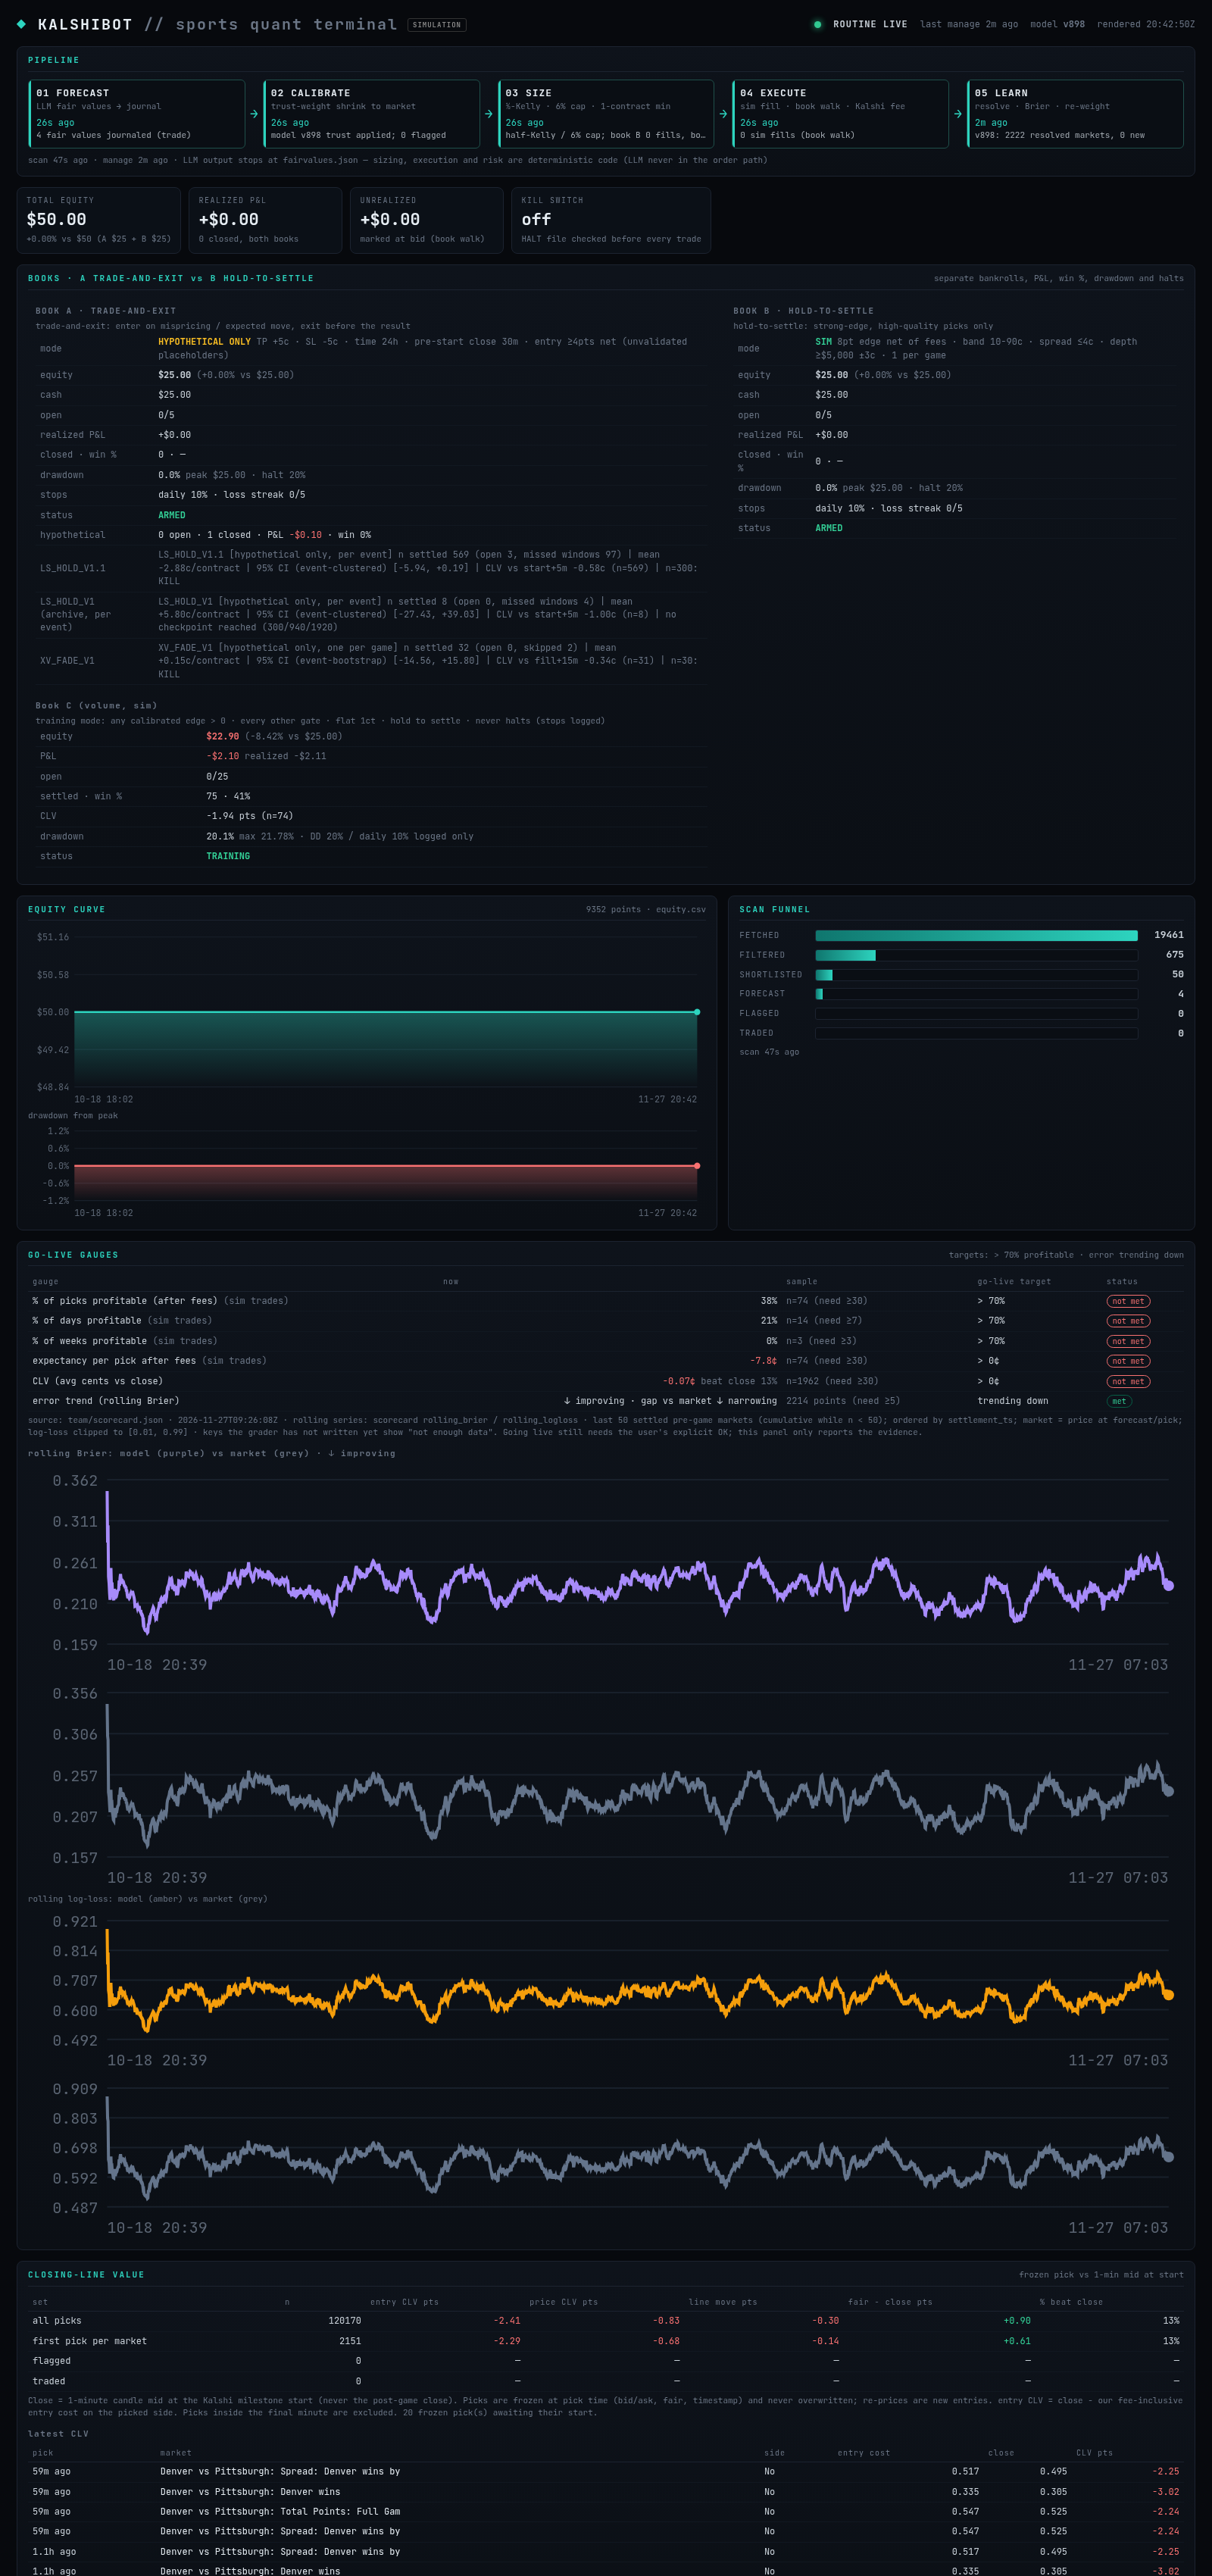 ◆ KALSHIBOT // sports quant terminal SIMULATION
ROUTINE LIVE last manage 2m ago model v898 rendered 20:42:50Z
PIPELINE
01 FORECAST
LLM fair values → journal
26s ago
4 fair values journaled (trade)
→
02 CALIBRATE
trust-weight shrink to market
26s ago
model v898 trust applied; 0 flagged
→
03 SIZE
½-Kelly · 6% cap · 1-contract min
26s ago
half-Kelly / 6% cap; book B 0 fills, bo…
→
04 EXECUTE
sim fill · book walk · Kalshi fee
26s ago
0 sim fills (book walk)
→
05 LEARN
resolve · Brier · re-weight
2m ago
v898: 2222 resolved markets, 0 new
scan 47s ago · manage 2m ago · LLM output stops at fairvalues.json — sizing, execution and risk are deterministic code (LLM never in the order path)
TOTAL EQUITY
$50.00
+0.00% vs $50 (A $25 + B $25)
REALIZED P&L
+$0.00
0 closed, both books
UNREALIZED
+$0.00
marked at bid (book walk)
KILL SWITCH
off
HALT file checked before every trade
BOOKS · A TRADE-AND-EXIT vs B HOLD-TO-SETTLE
separate bankrolls, P&L, win %, drawdown and halts
BOOK A · TRADE-AND-EXIT
trade-and-exit: enter on mispricing / expected move, exit before the result
mode HYPOTHETICAL ONLY TP +5c · SL -5c · time 24h · pre-start close 30m · entry ≥4pts net (unvalidated
placeholders)
equity $25.00 (+0.00% vs $25.00)
cash $25.00
open 0/5
realized P&L +$0.00
closed · win % 0 · —
drawdown 0.0% peak $25.00 · halt 20%
stops daily 10% · loss streak 0/5
status ARMED
hypothetical 0 open · 1 closed · P&L -$0.10 · win 0%
LS_HOLD_V1.1 LS_HOLD_V1.1 [hypothetical only, per event] n settled 569 (open 3, missed windows 97) | mean
-2.88c/contract | 95% CI (event-clustered) [-5.94, +0.19] | CLV vs start+5m -0.58c (n=569) | n=300:
KILL
LS_HOLD_V1 (archive, per event) LS_HOLD_V1 [hypothetical only, per event] n settled 8 (open 0, missed windows 4) | mean
+5.80c/contract | 95% CI (event-clustered) [-27.43, +39.03] | CLV vs start+5m -1.00c (n=8) | no
checkpoint reached (300/940/1920)
XV_FADE_V1 XV_FADE_V1 [hypothetical only, one per game] n settled 32 (open 0, skipped 2) | mean
+0.15c/contract | 95% CI (event-bootstrap) [-14.56, +15.80] | CLV vs fill+15m -0.34c (n=31) | n=30:
KILL
BOOK B · HOLD-TO-SETTLE
hold-to-settle: strong-edge, high-quality picks only
mode SIM 8pt edge net of fees · band 10-90c · spread ≤4c · depth
≥$5,000 ±3c · 1 per game
equity $25.00 (+0.00% vs $25.00)
cash $25.00
open 0/5
realized P&L +$0.00
closed · win % 0 · —
drawdown 0.0% peak $25.00 · halt 20%
stops daily 10% · loss streak 0/5
status ARMED
Book C (volume, sim)
training mode: any calibrated edge > 0 · every other gate · flat 1ct · hold to settle · never halts (stops logged)
equity $22.90 (-8.42% vs $25.00)
P&L -$2.10 realized -$2.11
open 0/25
settled · win % 75 · 41%
CLV -1.94 pts (n=74)
drawdown 20.1% max 21.78% · DD 20% / daily 10% logged only
status TRAINING
EQUITY CURVE
9352 points · equity.csv
$51.16
$50.58
$50.00
$49.42
$48.84
10-18 18:02 11-27 20:42
drawdown from peak
1.2%
0.6%
0.0%
-0.6%
-1.2%
10-18 18:02 11-27 20:42
SCAN FUNNEL
FETCHED 19461
FILTERED 675
SHORTLISTED 50
FORECAST 4
FLAGGED 0
TRADED 0
scan 47s ago
GO-LIVE GAUGES
targets: > 70% profitable · error trending down
gauge now sample go-live target status
% of picks profitable (after fees) (sim trades) 38% n=74 (need ≥30) > 70% not met
% of days profitable (sim trades) 21% n=14 (need ≥7) > 70% not met
% of weeks profitable (sim trades) 0% n=3 (need ≥3) > 70% not met
expectancy per pick after fees (sim trades) -7.8¢ n=74 (need ≥30) > 0¢ not met
CLV (avg cents vs close) -0.07¢ beat close 13% n=1962 (need ≥30) > 0¢ not met
error trend (rolling Brier) ↓ improving · gap vs market ↓ narrowing 2214 points (need ≥5) trending down met
source: team/scorecard.json · 2026-11-27T09:26:08Z · rolling series: scorecard rolling_brier / rolling_logloss · last 50 settled pre-game markets (cumulative while n < 50); ordered by settlement_ts; market = price at forecast/pick;
log-loss clipped to [0.01, 0.99] · keys the grader has not written yet show "not enough data". Going live still needs the user's explicit OK; this panel only reports the evidence.
rolling Brier: model (purple) vs market (grey) · ↓ improving
0.362
0.311
0.261
0.210
0.159
10-18 20:39 11-27 07:03
0.356
0.306
0.257
0.207
0.157
10-18 20:39 11-27 07:03
rolling log-loss: model (amber) vs market (grey)
0.921
0.814
0.707
0.600
0.492
10-18 20:39 11-27 07:03
0.909
0.803
0.698
0.592
0.487
10-18 20:39 11-27 07:03
CLOSING-LINE VALUE
frozen pick vs 1-min mid at start
set n entry CLV pts price CLV pts line move pts fair - close pts % beat close
all picks 120170 -2.41 -0.83 -0.30 +0.90 13%
first pick per market 2151 -2.29 -0.68 -0.14 +0.61 13%
flagged 0 — — — — —
traded 0 — — — — —
Close = 1-minute candle mid at the Kalshi milestone start (never the post-game close). Picks are frozen at pick time (bid/ask, fair, timestamp) and never overwritten; re-prices are new entries. entry CLV = close - our fee-inclusive
entry cost on the picked side. Picks inside the final minute are excluded. 20 frozen pick(s) awaiting their start.
latest CLV
pick market side entry cost close CLV pts
59m ago Denver vs Pittsburgh: Spread: Denver wins by No 0.517 0.495 -2.25
59m ago Denver vs Pittsburgh: Denver wins No 0.335 0.305 -3.02
59m ago Denver vs Pittsburgh: Total Points: Full Gam No 0.547 0.525 -2.24
59m ago Denver vs Pittsburgh: Spread: Denver wins by No 0.547 0.525 -2.24
1.1h ago Denver vs Pittsburgh: Spread: Denver wins by No 0.517 0.495 -2.25
1.1h ago Denver vs Pittsburgh: Denver wins No 0.335 0.305 -3.02